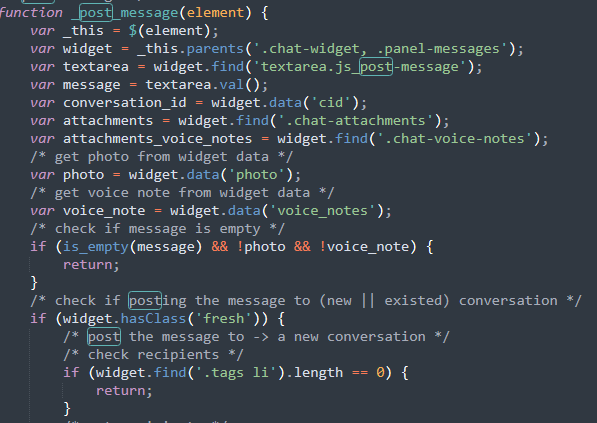 function _post_message(element) {
var _this = $(element);
var widget = _this.parents('.chat-widget, .panel-messages');
var textarea = widget.find('textarea.js_post-message');
var message = textarea.val();
var conversation_id = widget.data('cid');
var attachments = widget.find('.chat-attachments');
var attachments_voice_notes = widget.find('.chat-voice-notes');
/* get photo from widget data */
var photo = widget.data('photo');
/* get voice note from widget data */
var voice_note = widget.data('voice_notes');
/* check if message is empty */
if (is_empty(message) && !photo && !voice_note) {
return;
}
/* check if posting the message to (new || existed) conversation */
if (widget.hasClass('fresh')) {
/* post the message to -> a new conversation */
/* check recipients */
if (widget.find('.tags li').length == 0) {
return;
}